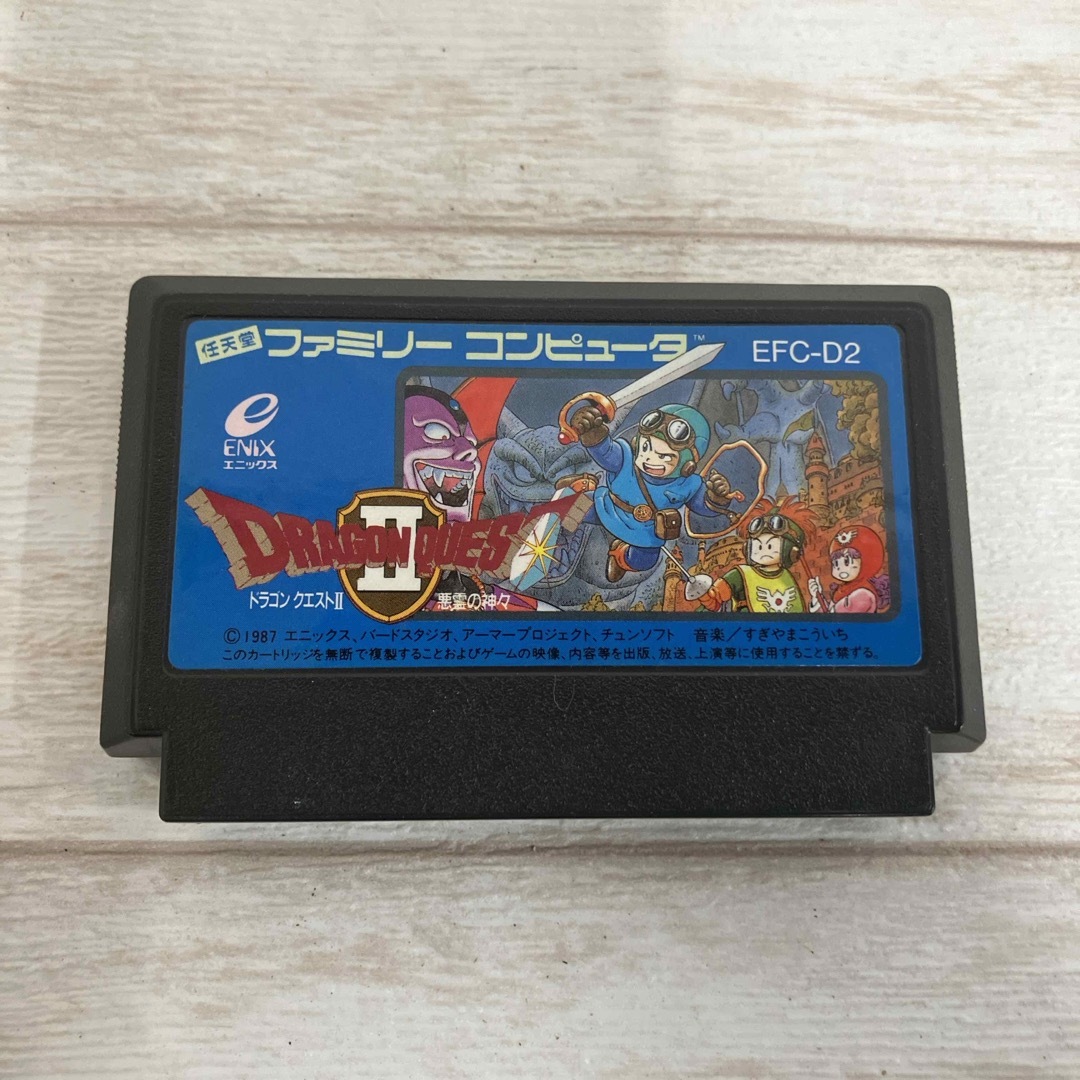 任天堂 ファミリー コンピュータ™ EFC-D2
ENIX
エニックス
DRAGON QUEST
II
ドラゴン クエストII 悪霊の神々
©1987 エニックス、バードスタジオ、アーマープロジェクト、チュンソフト 音楽/すぎやまこういち
このカートリッジを無断で複製することおよびゲームの映像、内容等を出版、放送、上演等に使用することを禁ずる。